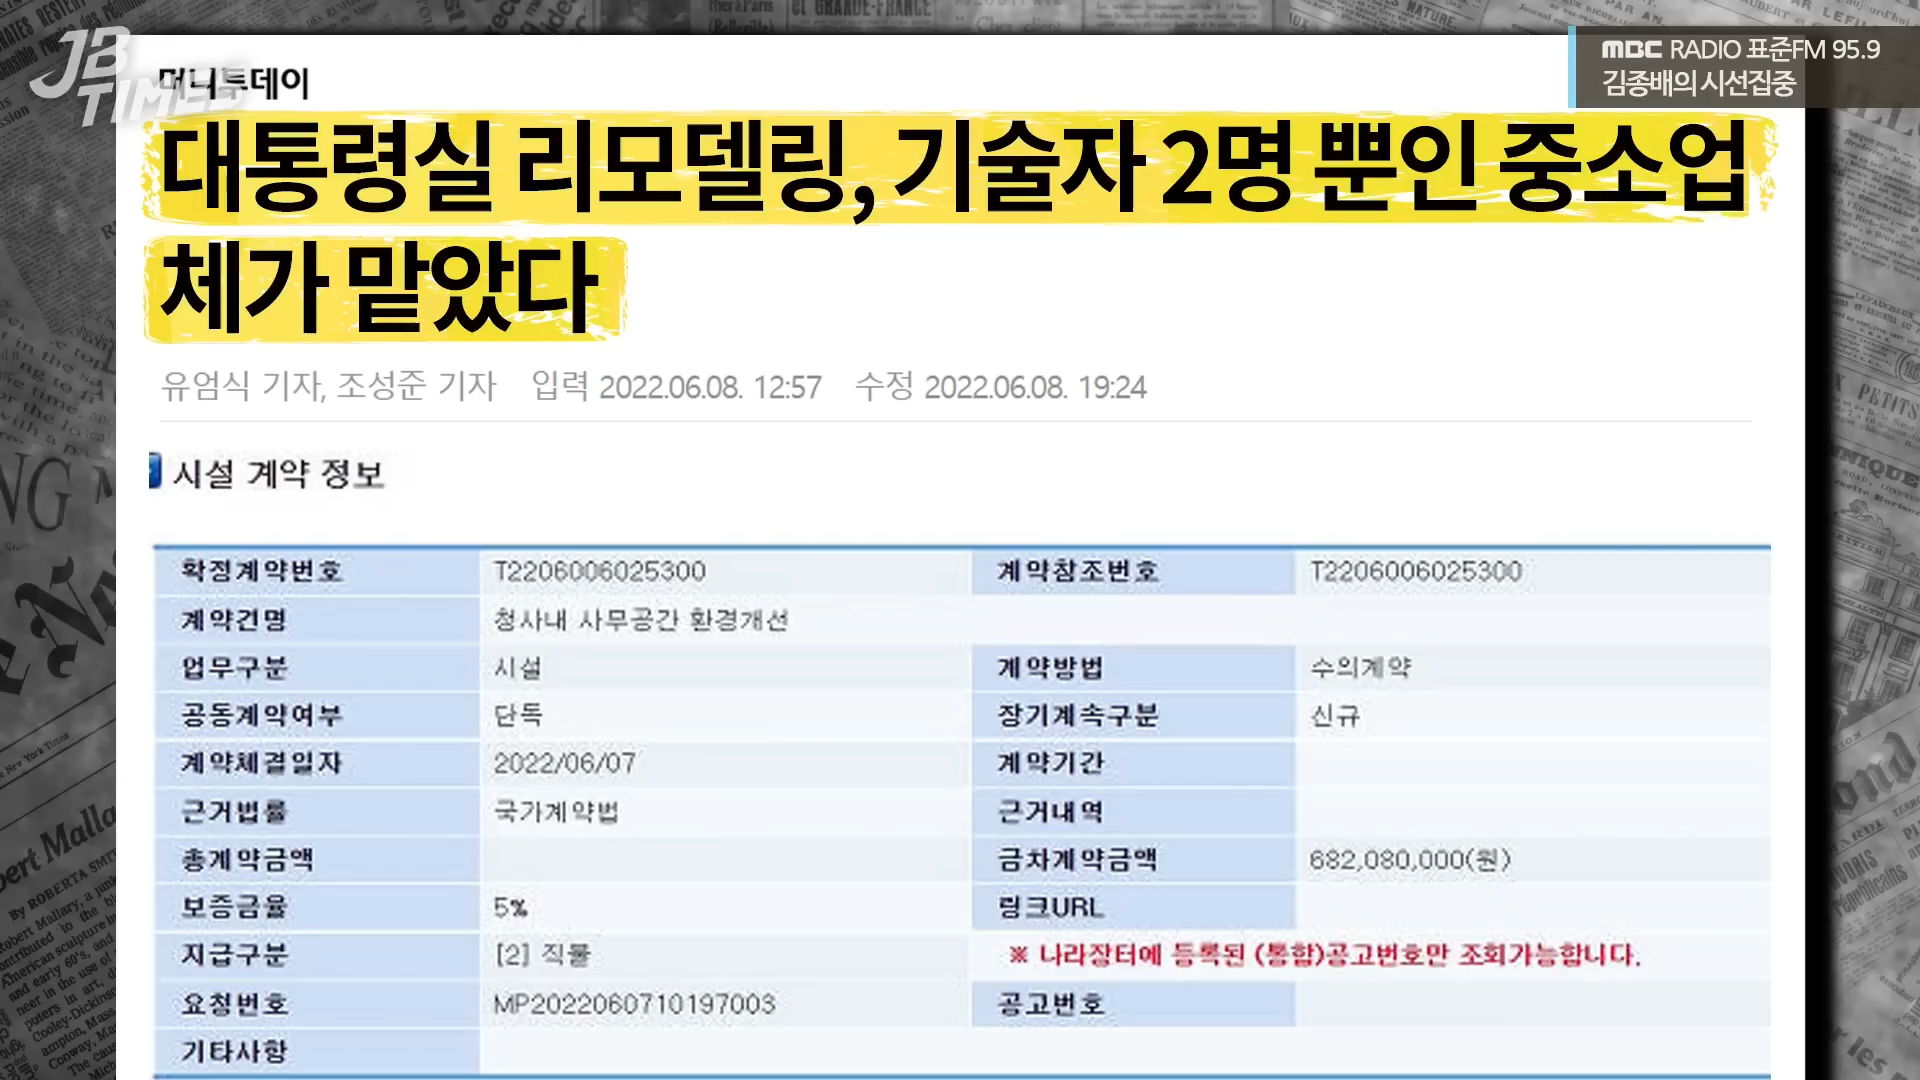 JB TIMES
MBC RADIO 표준FM 95.9
김종배의 시선집중
머니투데이
대통령실 리모델링, 기술자 2명 뿐인 중소업
체가 맡았다
유엄식 기자, 조성준 기자 입력 2022.06.08. 12:57 수정 2022.06.08. 19:24
시설 계약 정보
확정계약번호 T2206006025300 계약참조번호 T2206006025300
계약건명 청사내 사무공간 환경개선
업무구분 시설 계약방법 수의계약
공동계약여부 단독 장기계속구분 신규
계약체결일자 2022/06/07 계약기간
근거법률 국가계약법 근거내역
총계약금액 금차계약금액 682,080,000(원)
보증금율 5% 링크URL
지급구분 [2] 직불 ※ 나라장터에 등록된 (통합)공고번호만 조회가능합니다.
요청번호 MP2022060710197003 공고번호
기타사항